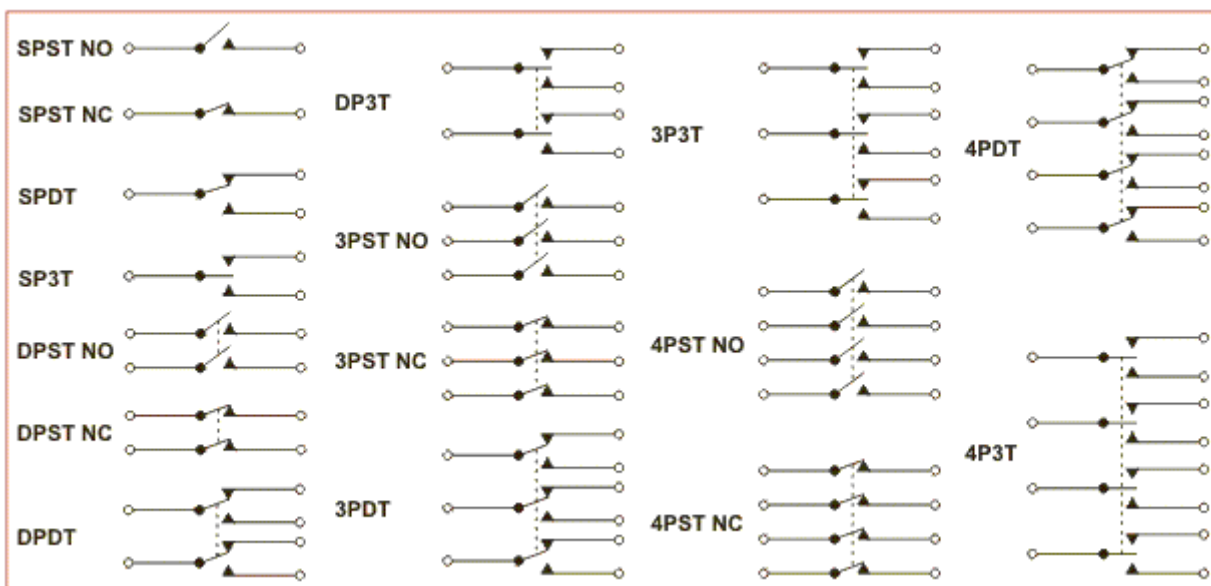 SPST NO
SPST NC
SPDT
SP3T
DPST NO
DPST NC
DPDT
DP3T
3PST NO
3PST NC
3PDT
3P3T
4PST NO
4PST NC
4PDT
4P3T